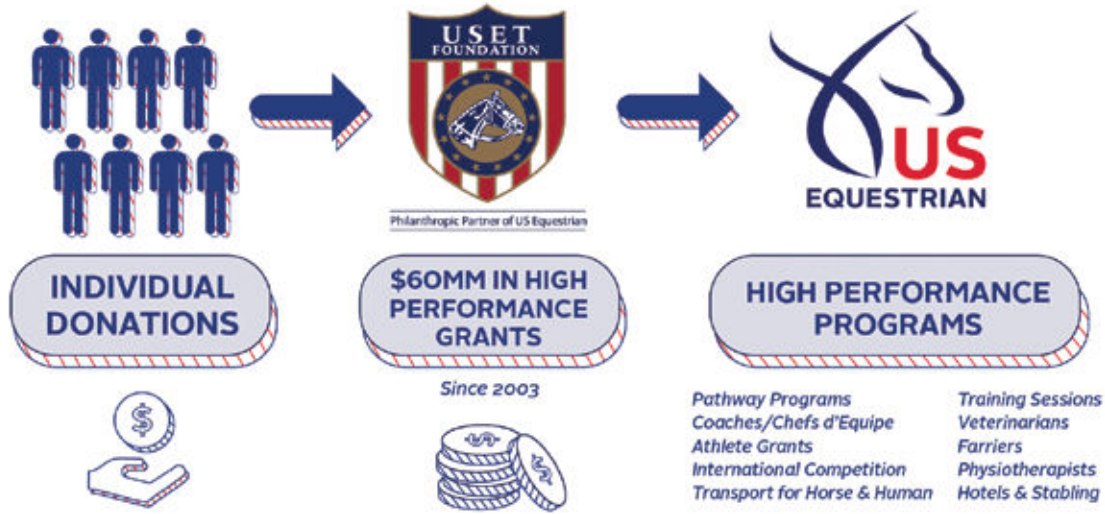 USET
FOUNDATION
Philanthropic Partner of US Equestrian
US
EQUESTRIAN
INDIVIDUAL
DONATIONS
$60MM IN HIGH
PERFORMANCE
GRANTS
Since 2003
HIGH PERFORMANCE
PROGRAMS
Pathway Programs
Coaches/Chefs d'Equipe
Athlete Grants
International Competition
Transport for Horse & Human
Training Sessions
Veterinarians
Farriers
Physiotherapists
Hotels & Stabling
$
$
$